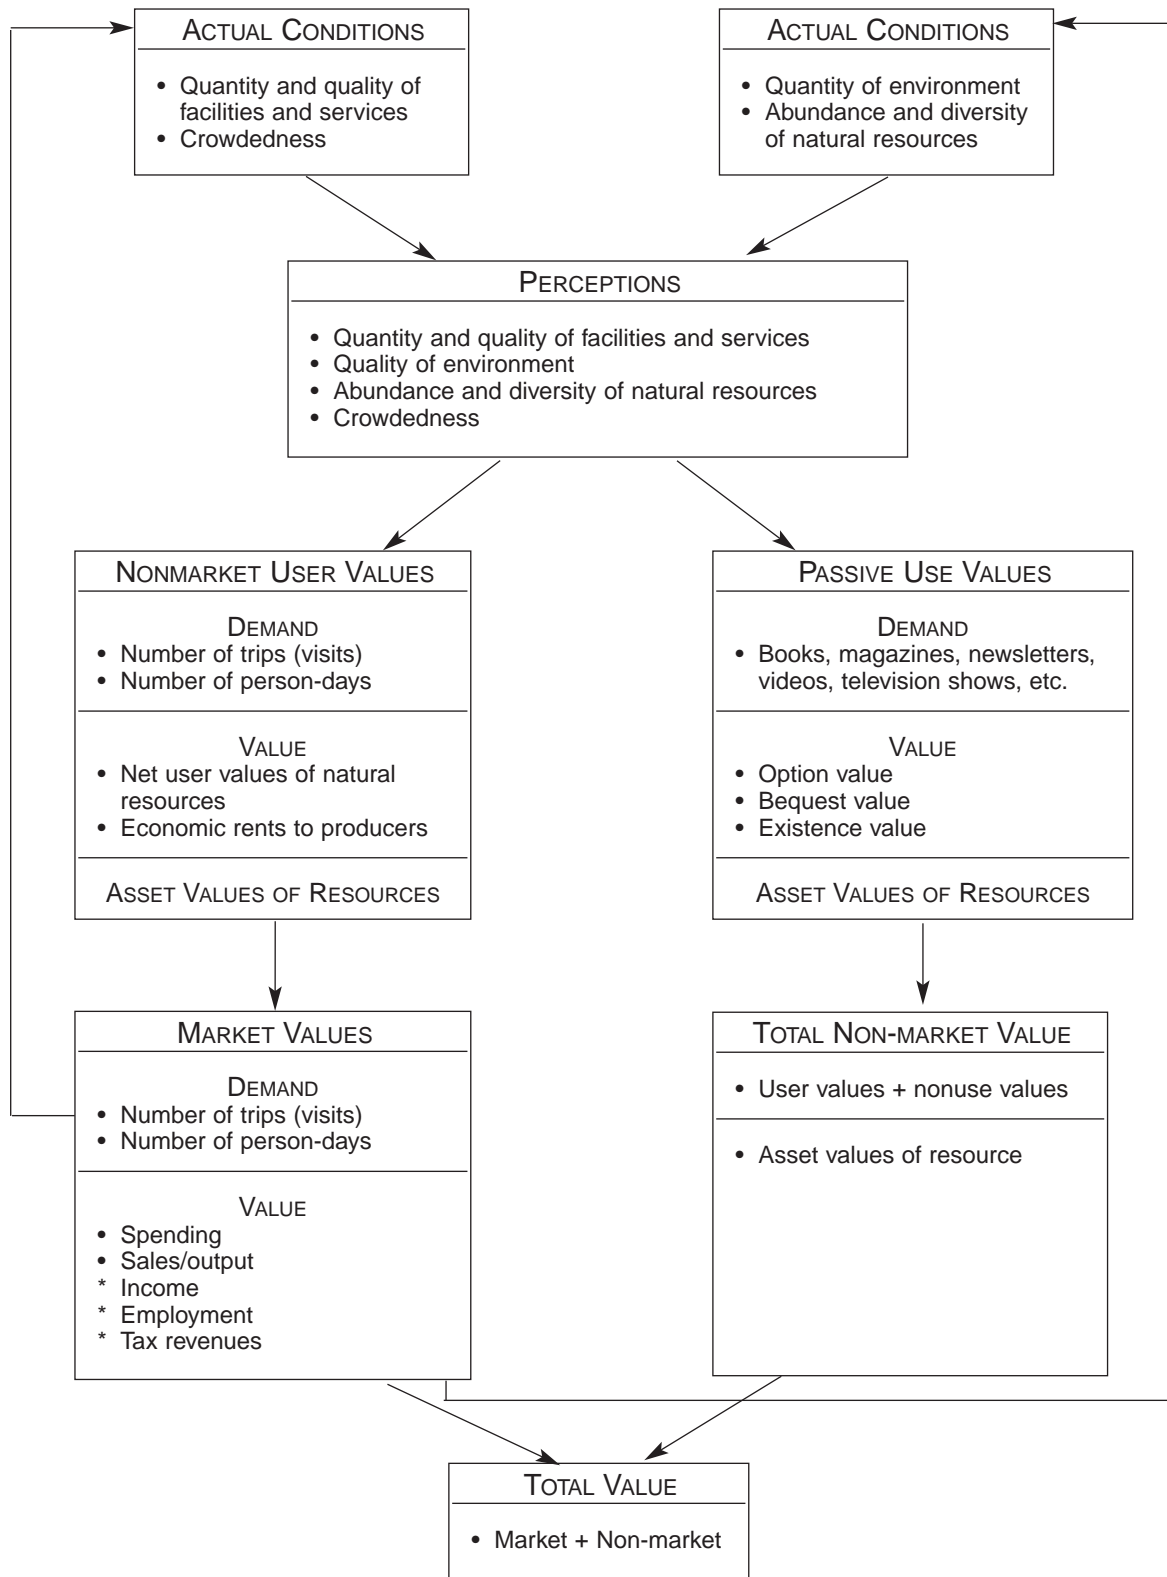 ACTUAL CONDITIONS
• Quantity and quality of
facilities and services
• Crowdedness
ACTUAL CONDITIONS
• Quantity of environment
• Abundance and diversity
of natural resources
PERCEPTIONS
• Quantity and quality of facilities and services
• Quality of environment
• Abundance and diversity of natural resources
• Crowdedness
NONMARKET USER VALUES
DEMAND
• Number of trips (visits)
• Number of person-days
VALUE
• Net user values of natural
resources
• Economic rents to producers
ASSET VALUES OF RESOURCES
PASSIVE USE VALUES
DEMAND
• Books, magazines, newsletters,
videos, television shows, etc.
VALUE
• Option value
• Bequest value
• Existence value
ASSET VALUES OF RESOURCES
MARKET VALUES
DEMAND
• Number of trips (visits)
• Number of person-days
VALUE
• Spending
• Sales/output
* Income
* Employment
* Tax revenues
TOTAL NON-MARKET VALUE
• User values + nonuse values
• Asset values of resource
TOTAL VALUE
• Market + Non-market